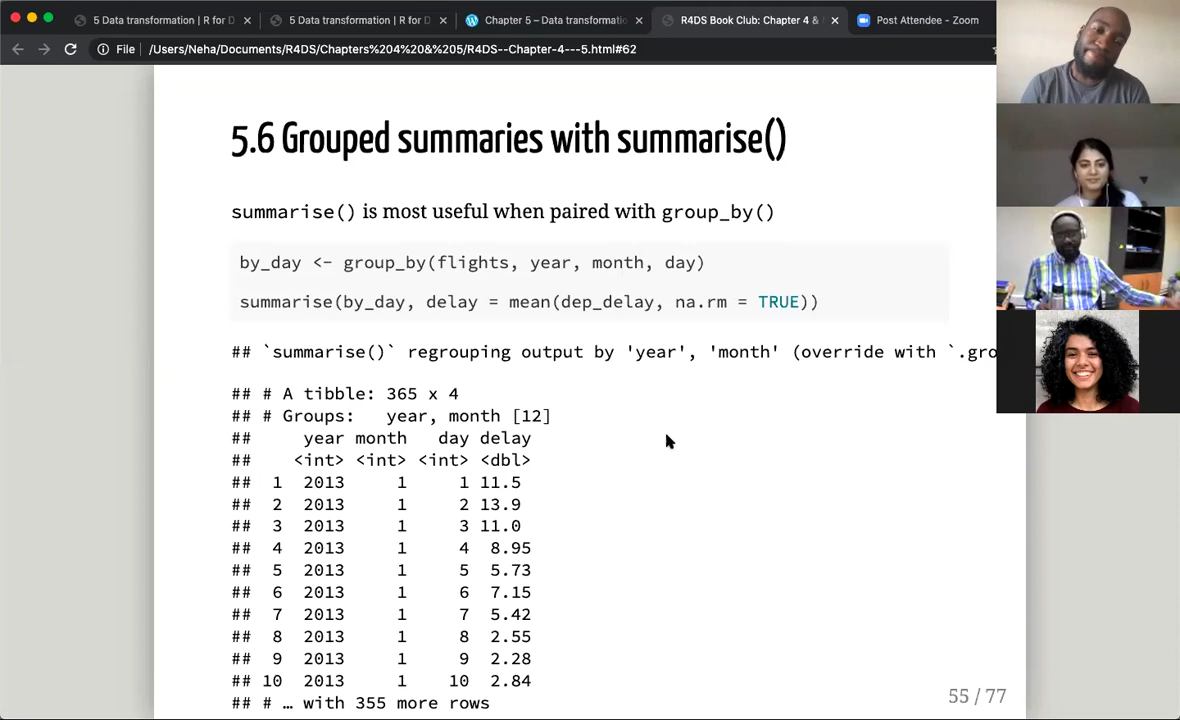 5 Data transformation | R for D
5 Data transformation | R for D
Chapter 5 – Data transformatio
R4DS Book Club: Chapter 4 &
Post Attendee - Zoom
File | /Users/Neha/Documents/R4DS/Chapters%204%20&%205/R4DS--Chapter-4---5.html#62
5.6 Grouped summaries with summarise()
summarise() is most useful when paired with group_by()
by_day <- group_by(flights, year, month, day)
summarise(by_day, delay = mean(dep_delay, na.rm = TRUE))
## `summarise()` regrouping output by 'year', 'month' (override with `.gro
## # A tibble: 365 x 4
## # Groups:   year, month [12]
##     year month   day delay
##    <int> <int> <int> <dbl>
##  1  2013     1     1 11.5
##  2  2013     1     2 13.9
##  3  2013     1     3 11.0
##  4  2013     1     4  8.95
##  5  2013     1     5  5.73
##  6  2013     1     6  7.15
##  7  2013     1     7  5.42
##  8  2013     1     8  2.55
##  9  2013     1     9  2.28
## 10  2013     1    10  2.84
## # … with 355 more rows
55 / 77